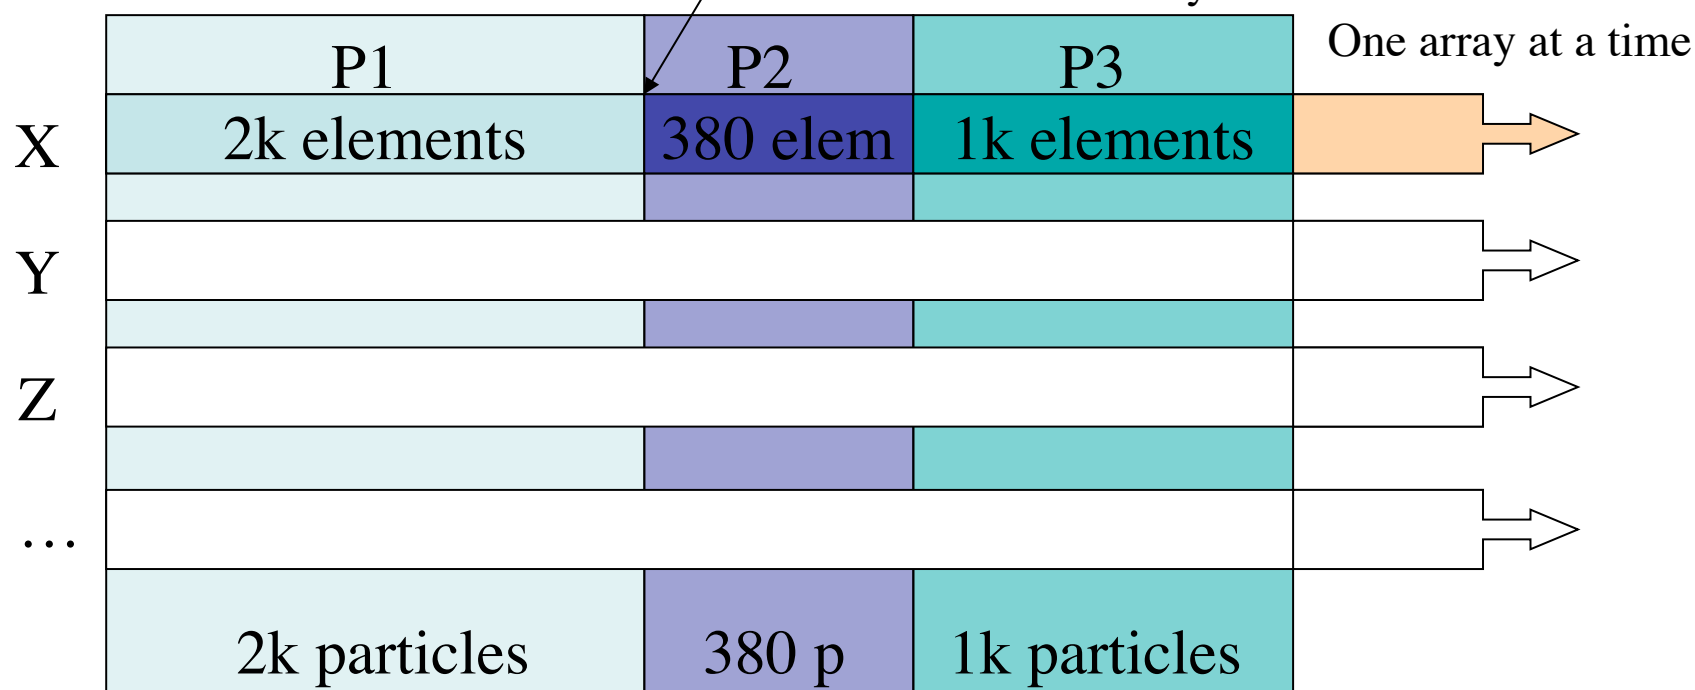 P1 P2 P3 One array at a time
X 2k elements 380 elem 1k elements
Y
Z
…
2k particles 380 p 1k particles